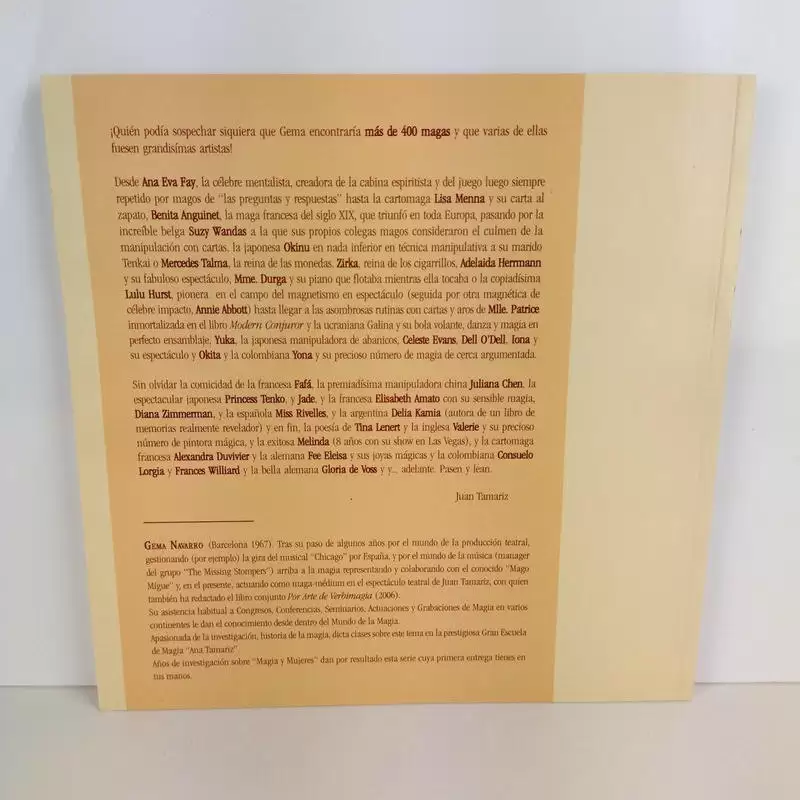 ¡Quién podía sospechar siquiera que Gema encontraría más de 400 magas y que varias de ellas
fuesen grandisímas artistas!
Desde Ana Eva Fay, la célebre mentalista, creadora de la cabina espiritista y del juego luego siempre
repetido por magos de "las preguntas y respuestas" hasta la cartomaga Lisa Menna y su carta al
zapato, Benita Anguinet, la maga francesa del siglo XIX, que triunfó en toda Europa, pasando por la
increíble belga Suzy Wandas a la que sus propios colegas magos consideraron el culmen de la
manipulación con cartas, la japonesa Okinu en nada inferior en técnica manipulativa a su marido
Tenkai o Mercedes Talma, la reina de las monedas, Zirka, reina de los cigarrillos, Adelaida Herrmann
y su fabuloso espectáculo, Mme. Durga y su piano que flotaba mientras ella tocaba o la copiadísima
Lulu Hurst, pionera en el campo del magnetismo en espectáculo (seguida por otra magnética de
célebre impacto, Annie Abbott) hasta llegar a las asombrosas rutinas con cartas y aros de Mlle. Patrice
inmortalizada en el libro Modern Conjuror y la ucraniana Galina y su bola volante, danza y magia en
perfecto ensamblaje, Yuka, la japonesa manipuladora de abanicos, Celeste Evans, Dell O'Dell, Iona y
su espectáculo y Okita y la colombiana Yona y su precioso número de magia de cerca argumentada.
Sin olvidar la comicidad de la francesa Fafá, la premiadísima manipuladora china Juliana Chen, la
espectacular japonesa Princess Tenko, y Jade, y la francesa Elisabeth Amato con su sensible magia,
Diana Zimmerman, y la española Miss Rivelles, y la argentina Delia Kamia (autora de un libro de
memorias realmente revelador) y en fin, la poesía de Tina Lenert y la inglesa Valerie y su precioso
número de pintora mágica, y la exitosa Melinda (8 años con su show en Las Vegas), y la cartomaga
francesa Alexandra Duvivier y la alemana Fee Eleisa y sus joyas mágicas y la colombiana Consuelo
Lorgia y Frances Williard y la bella alemana Gloria de Voss y y... adelante. Pasen y lean.
Juan Tamariz
GEMA NAVARRO (Barcelona 1967). Tras su paso de algunos años por el mundo de la producción teatral,
gestionando (por ejemplo) la gira del musical "Chicago" por España, y por el mundo de la música (manager
del grupo "The Missing Stompers") arriba a la magia representando y colaborando con el conocido "Mago
Migue" y, en el presente, actuando como maga-médium en el espectáculo teatral de Juan Tamariz, con quien
también ha redactado el libro conjunto Por Arte de Verbimagia (2006).
Su asistencia habitual a Congresos, Conferencias, Seminarios, Actuaciones y Grabaciones de Magia en varios
continentes le dan el conocimiento desde dentro del Mundo de la Magia.
Apasionada de la investigación, historia de la magia, dicta clases sobre este tema en la prestigiosa Gran Escuela
de Magia "Ana Tamariz".
Años de investigación sobre "Magia y Mujeres" dan por resultado esta serie cuya primera entrega tienes en
tus manos.